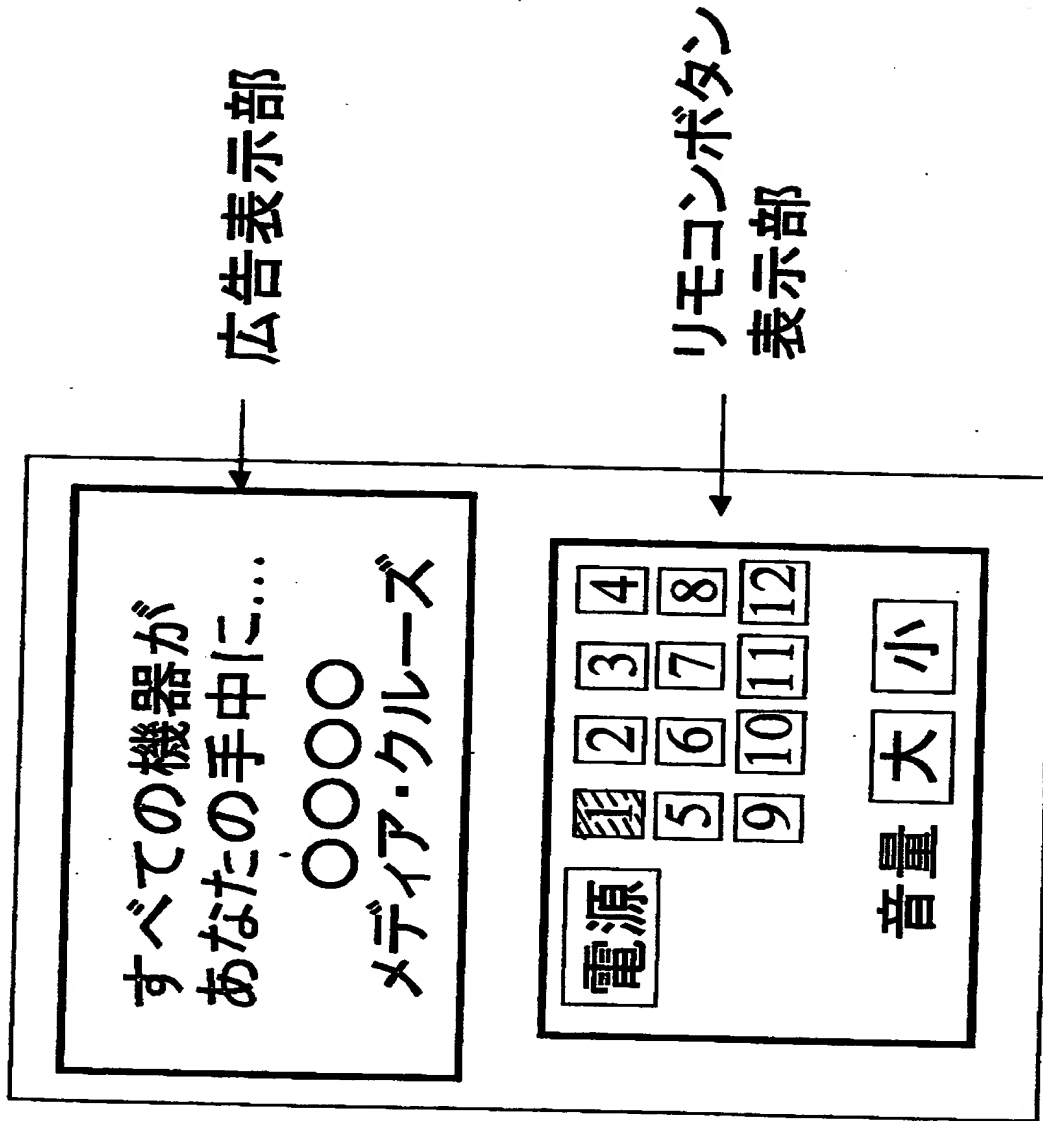 すべての機器が
あなたの手中に…
○○○○
メディア・クルーズ
広告表示部
電源
1 2 3 4
5 6 7 8
9 10 11 12
音量 大 小
リモコンボタン
表示部